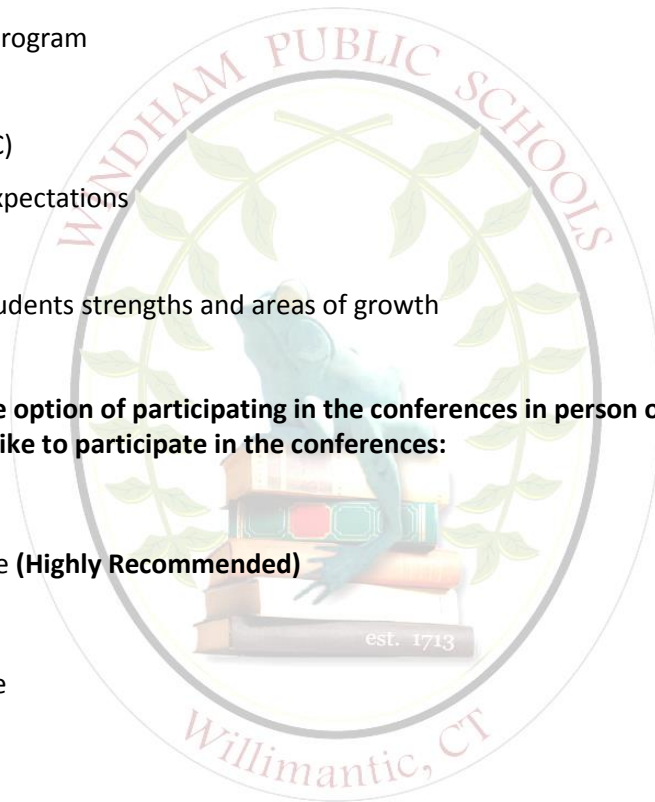 rogram
WINDHAM PUBLIC SCHOOLS
C)
xpectations
udents strengths and areas of growth
e option of participating in the conferences in person o
ike to participate in the conferences:
e (Highly Recommended)
est. 1713
e
Willimantic, CT